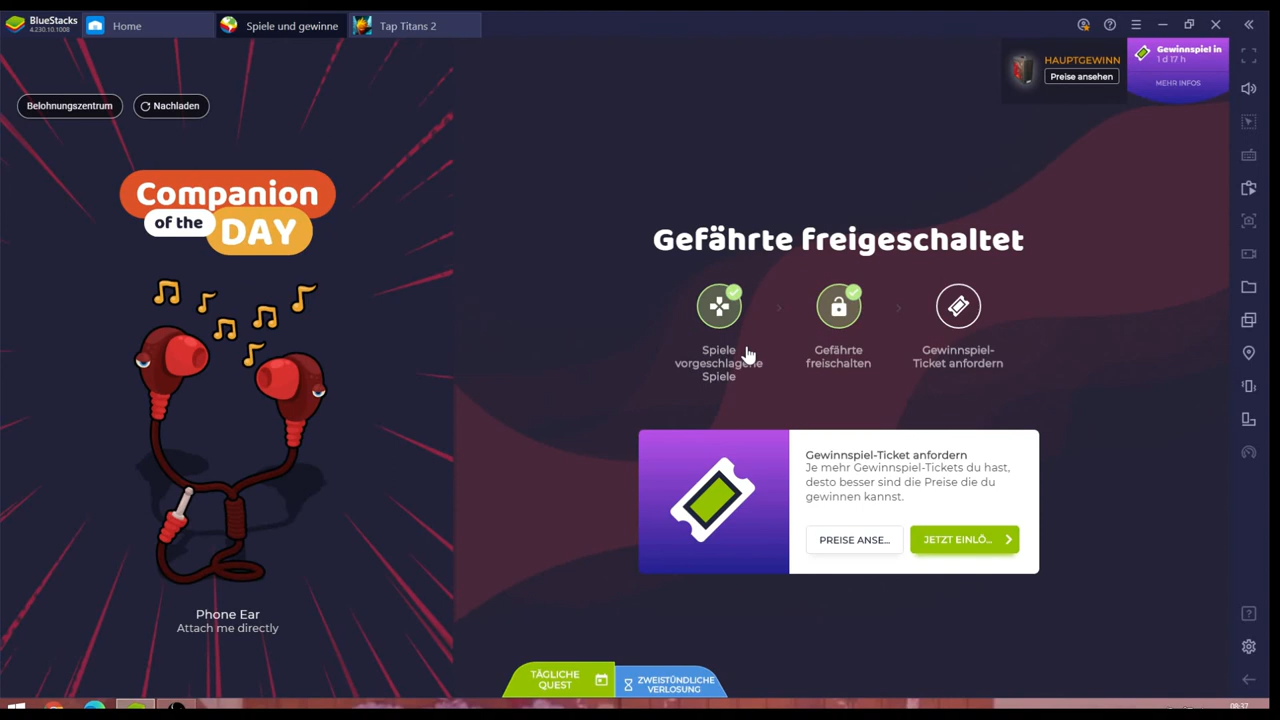 BlueStacks
4.230.10.1008
Home
Spiele und gewinne
Tap Titans 2
HAUPTGEWINN
Preise ansehen
Gewinnspiel in
1 d 17 h
MEHR INFOS
Belohnungszentrum
Nachladen
Companion
of the
DAY
Gefährte freigeschaltet
Spiele
vorgeschlagene
Spiele
Gefährte
freischalten
Gewinnspiel-
Ticket anfordern
Gewinnspiel-Ticket anfordern
Je mehr Gewinnspiel-Tickets du hast,
desto besser sind die Preise die du
gewinnen kannst.
PREISE ANSE...
JETZT EINLÖ...
Phone Ear
Attach me directly
TÄGLICHE
QUEST
ZWEISTÜNDLICHE
VERLOSUNG
08:37